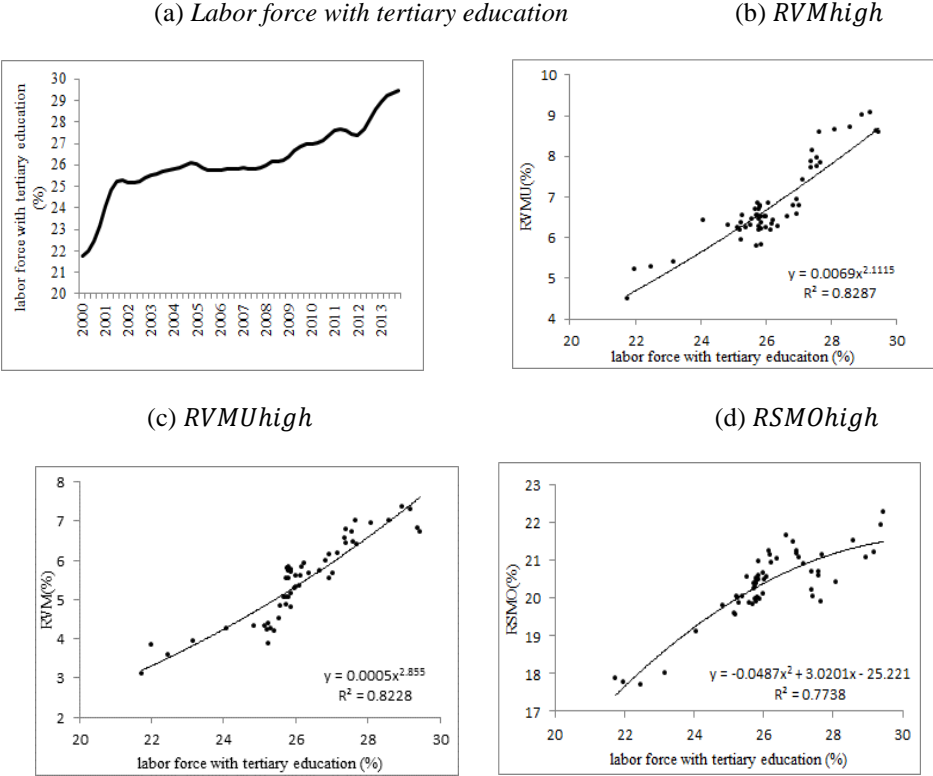 (a) Labor force with tertiary education
(b) RVMhigh
labor force with tertiary education
(%)
30
29
28
27
26
25
24
23
22
21
20
2000
2001
2002
2003
2004
2005
2006
2007
2008
2009
2010
2011
2012
2013
RVMU(%)
10
9
8
7
6
5
4
y = 0.0069x^2.1115
R² = 0.8287
20 22 24 26 28 30
labor force with tertiary educaiton (%)
(c) RVMUhigh
(d) RSMOhigh
RVM(%)
8
7
6
5
4
3
2
y = 0.0005x^2.855
R² = 0.8228
20 22 24 26 28 30
labor force with tertiary education (%)
RSMO(%)
23
22
21
20
19
18
17
y = -0.0487x² + 3.0201x - 25.221
R² = 0.7738
20 22 24 26 28 30
labor force with tertiary education (%)